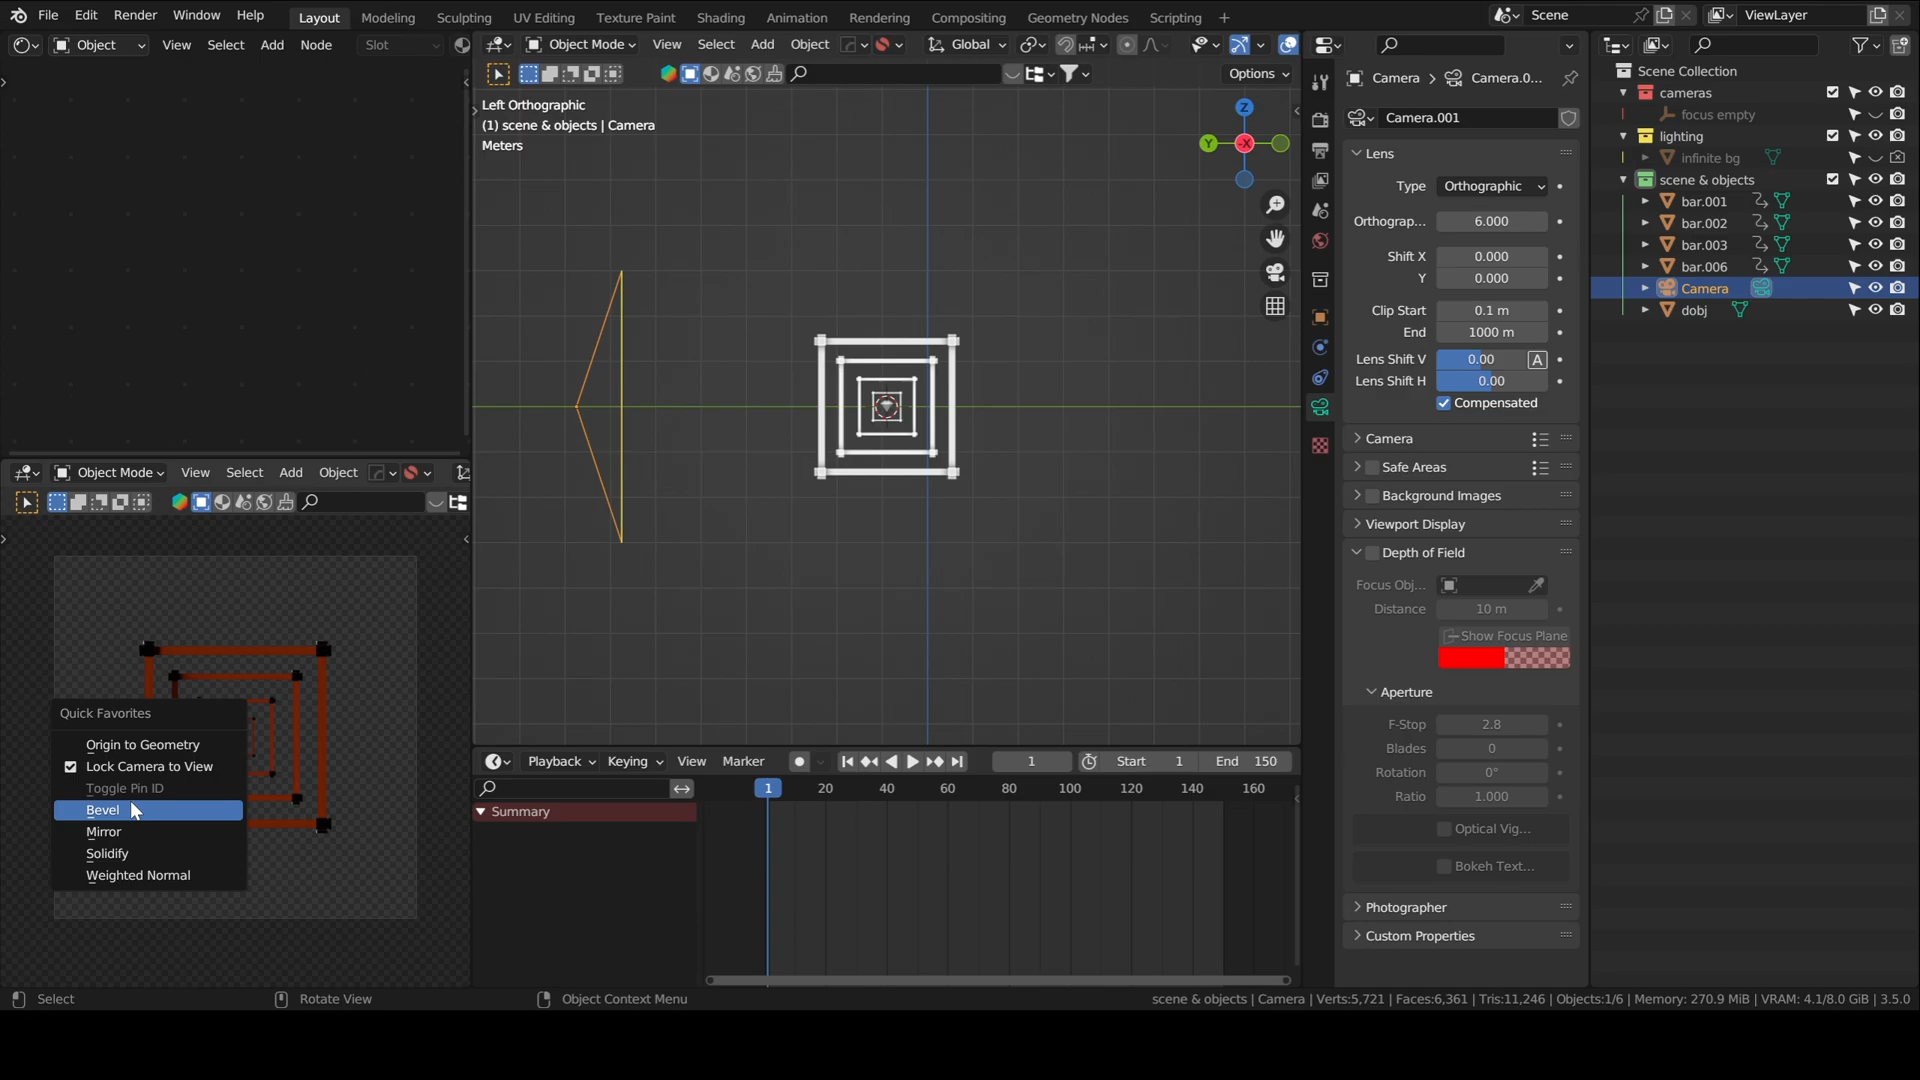 File Edit Render Window Help Layout Modeling Sculpting UV Editing Texture Paint Shading Animation Rendering Compositing Geometry Nodes Scripting + Scene ViewLayer
Object View Select Add Node Slot
Object Mode View Select Add Object Global
Options
Left Orthographic
(1) scene & objects | Camera
Meters
Z
Y
-X
Camera > Camera.0...
Camera.001
Lens
Type Orthographic
Orthograp... 6.000
Shift X 0.000
Y 0.000
Clip Start 0.1 m
End 1000 m
Lens Shift V 0.00 A
Lens Shift H 0.00
Compensated
Camera
Safe Areas
Background Images
Viewport Display
Depth of Field
Focus Obj...
Distance 10 m
Show Focus Plane
Aperture
F-Stop 2.8
Blades 0
Rotation 0°
Ratio 1.000
Optical Vig...
Bokeh Text...
Photographer
Custom Properties
Scene Collection
cameras
focus empty
lighting
infinite bg
scene & objects
bar.001
bar.002
bar.003
bar.006
Camera
dobj
Object Mode View Select Add Object
Quick Favorites
Origin to Geometry
Lock Camera to View
Toggle Pin ID
Bevel
Mirror
Solidify
Weighted Normal
Playback Keying View Marker 1 Start 1 End 150
1 20 40 60 80 100 120 140 160
Summary
Select Rotate View Object Context Menu scene & objects | Camera | Verts:5,721 | Faces:6,361 | Tris:11,246 | Objects:1/6 | Memory: 270.9 MiB | VRAM: 4.1/8.0 GiB | 3.5.0